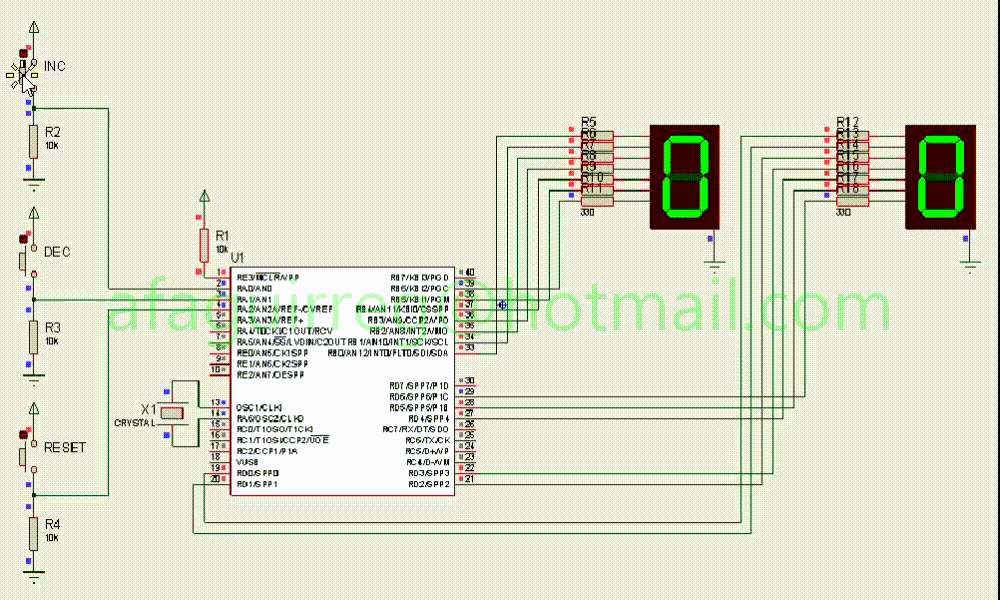 INC
R2
10k
DEC
R3
10k
RESET
R4
10k
R1
10k
U1
X1
CRYSTAL
1 RE3/MCLR/VPP
2 RA0/AN0
3 RA1/AN1
4 RA2/AN2/VREF-/CVREF
5 RA3/AN3/VREF+
6 RA4/T0CKI/C1OUT/RCV
7 RA5/AN4/SS/LVDIN/C2OUT
8 RE0/AN5/CK1SPP
9 RE1/AN6/CK2SPP
10 RE2/AN7/OESPP
13 OSC1/CLKI
14 RA6/OSC2/CLKO
15 RC0/T1OSO/T1CKI
16 RC1/T1OSI/CCP2/UOE
17 RC2/CCP1/P1A
18 VUSB
19 RD0/SPP0
20 RD1/SPP1
RB7/KBI3/PGD 40
RB6/KBI2/PGC 39
RB5/KBI1/PGM 38
RB4/AN11/KBI0/CSSPP 37
RB3/AN9/CCP2/VPO 36
RB2/AN8/INT2/VMO 35
RB1/AN10/INT1/SCK/SCL 34
RB0/AN12/INT0/FLT0/SDI/SDA 33
RD7/SPP7/P1D 30
RD6/SPP6/P1C 29
RD5/SPP5/P1B 28
RD4/SPP4 27
RC7/RX/DT/SDO 26
RC6/TX/CK 25
RC5/D+/VP 24
RC4/D-/VM 23
RD3/SPP3 22
RD2/SPP2 21
R5
R6
R7
R8
R9
R10
R11
330
0
R12
R13
330
0
@hotmail.com